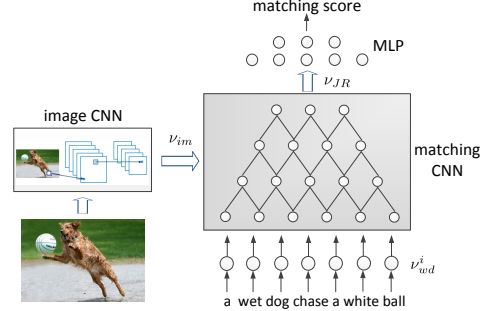 matching score
MLP
ν_JR
image CNN
ν_im
matching
CNN
ν^i_wd
a wet dog chase a white ball